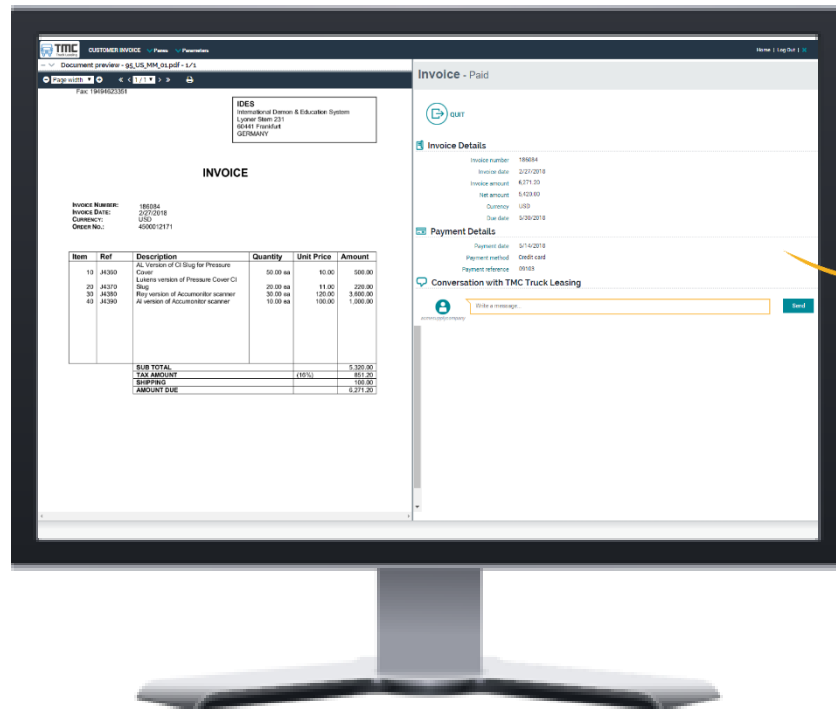 TMC
CUSTOMER INVOICE Panes Parameters
Home | Log Out |
Document preview - 95_US_MM_01.pdf - 1/1
Page width 1/1
Fax: 19494623351
IDES
International Demon & Education System
Lyoner Stern 231
60441 Frankfurt
GERMANY
INVOICE
INVOICE NUMBER: 186084
INVOICE DATE: 2/27/2018
CURRENCY: USD
ORDER NO.: 4500012171
Item Ref Description Quantity Unit Price Amount
AL Version of CI Slug for Pressure
10 J4360 Cover 50.00 ea 10.00 500.00
Lukens version of Pressure Cover CI
20 J4370 Slug 20.00 ea 11.00 220.00
30 J4380 Roy version of Accumonitor scanner 30.00 ea 120.00 3,600.00
40 J4390 AI version of Accumonitor scanner 10.00 ea 100.00 1,000.00
SUB TOTAL 5,320.00
TAX AMOUNT (16%) 851.20
SHIPPING 100.00
AMOUNT DUE 6,271.20
Invoice - Paid
QUIT
Invoice Details
Invoice number 186084
Invoice date 2/27/2018
Invoice amount 6,271.20
Net amount 5,420.00
Currency USD
Due date 5/30/2018
Payment Details
Payment date 5/14/2018
Payment method Credit card
Payment reference 09103
Conversation with TMC Truck Leasing
Write a message...
Send